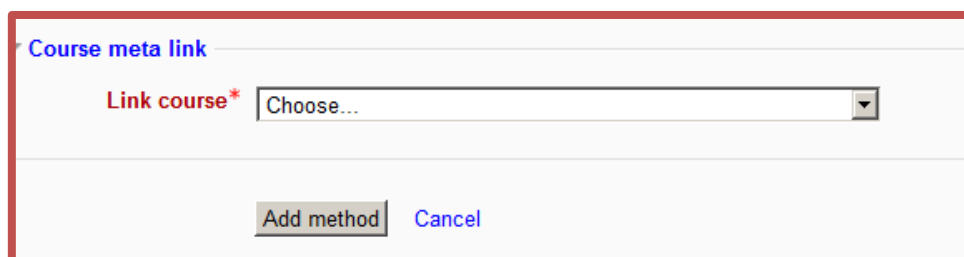 Course meta link
Link course*
Choose...
Add method Cancel